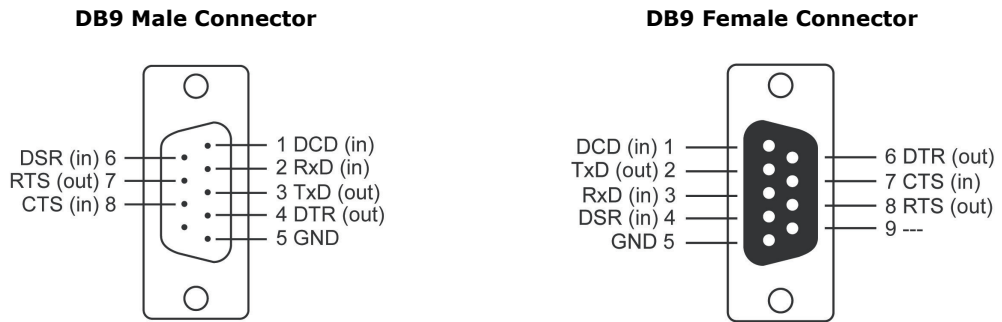 DB9 Male Connector
DSR (in) 6
RTS (out) 7
CTS (in) 8
1 DCD (in)
2 RxD (in)
3 TxD (out)
4 DTR (out)
5 GND
DB9 Female Connector
DCD (in) 1
TxD (out) 2
RxD (in) 3
DSR (in) 4
GND 5
6 DTR (out)
7 CTS (in)
8 RTS (out)
9 ---